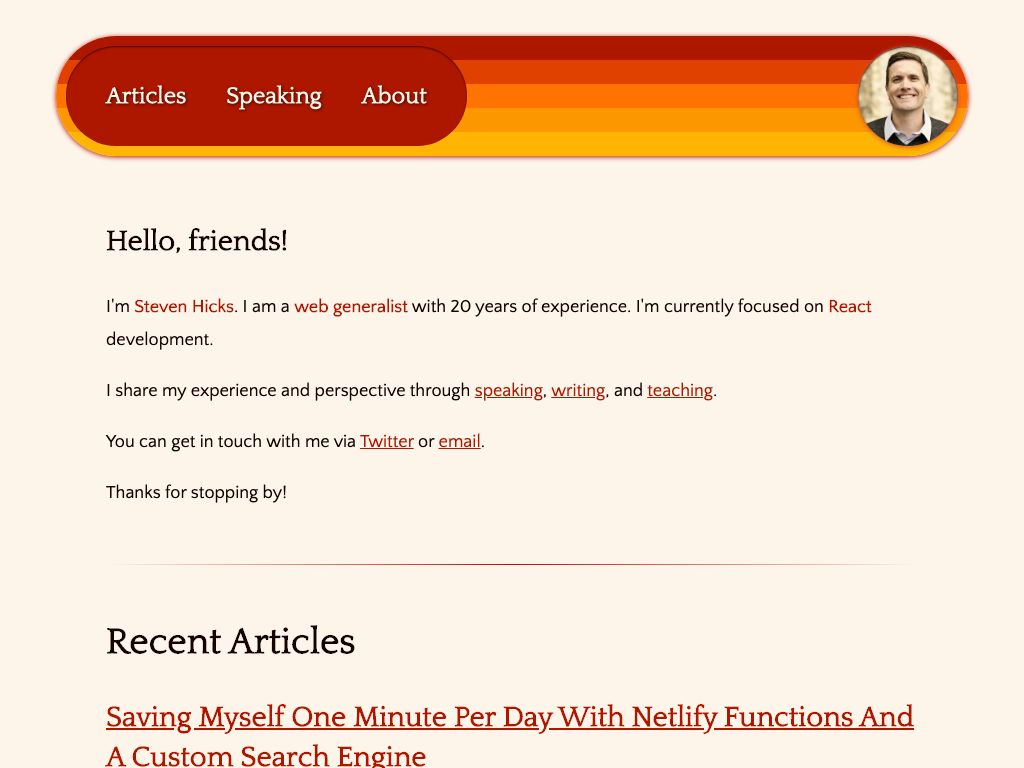 Articles Speaking About
Hello, friends!
I'm Steven Hicks. I am a web generalist with 20 years of experience. I'm currently focused on React
development.
I share my experience and perspective through speaking, writing, and teaching.
You can get in touch with me via Twitter or email.
Thanks for stopping by!
Recent Articles
Saving Myself One Minute Per Day With Netlify Functions And
A Custom Search Engine